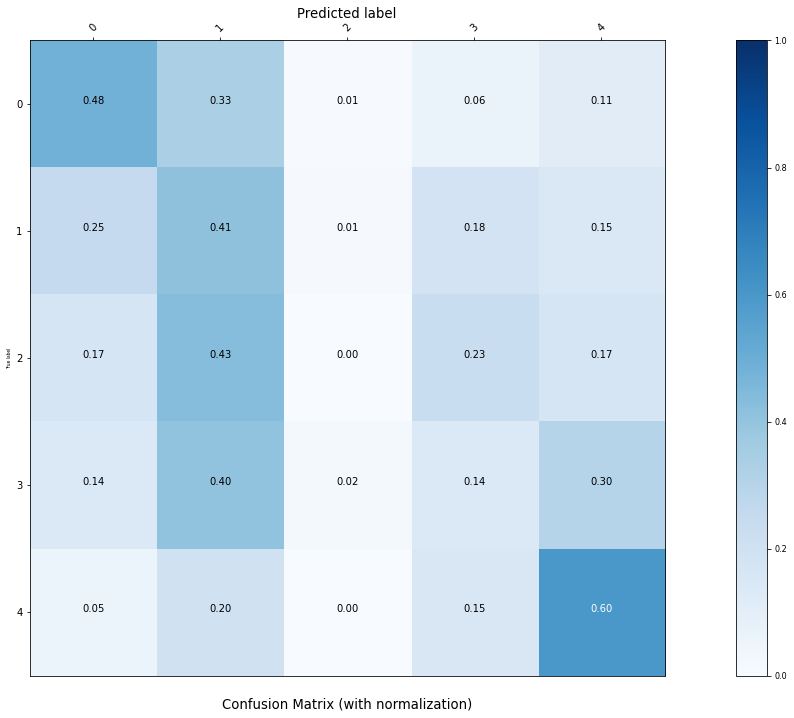 Predicted label
0 1 2 3 4
0 0.48 0.33 0.01 0.06 0.11
1 0.25 0.41 0.01 0.18 0.15
2 0.17 0.43 0.00 0.23 0.17
3 0.14 0.40 0.02 0.14 0.30
4 0.05 0.20 0.00 0.15 0.60
True label
1.0
0.8
0.6
0.4
0.2
0.0
Confusion Matrix (with normalization)